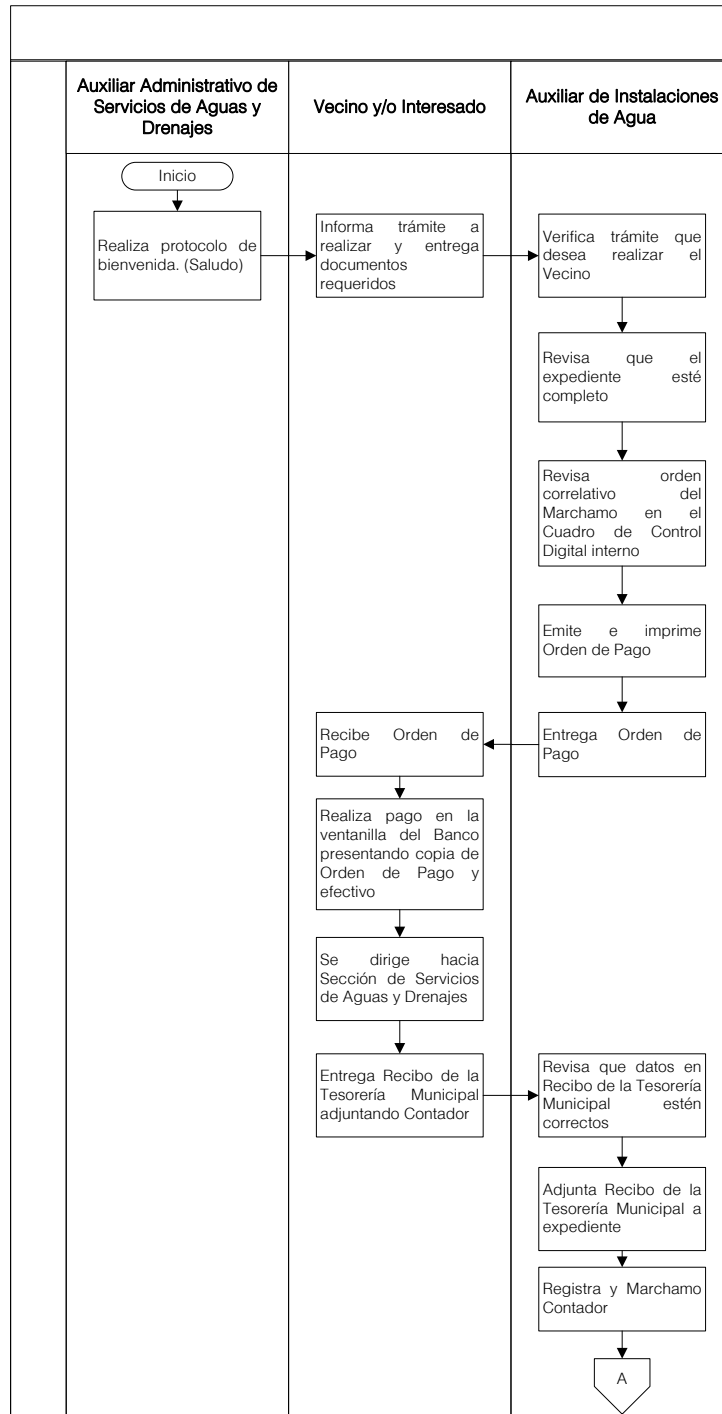 Auxiliar Administrativo de
Servicios de Aguas y
Drenajes
Vecino y/o Interesado
Auxiliar de Instalaciones
de Agua
Inicio
Realiza protocolo de
bienvenida. (Saludo)
Informa trámite a
realizar y entrega
documentos
requeridos
Verifica trámite que
desea realizar el
Vecino
Revisa que el
expediente esté
completo
Revisa orden
correlativo del
Marchamo en el
Cuadro de Control
Digital interno
Emite e imprime
Orden de Pago
Entrega Orden de
Pago
Recibe Orden de
Pago
Realiza pago en la
ventanilla del Banco
presentando copia de
Orden de Pago y
efectivo
Se dirige hacia
Sección de Servicios
de Aguas y Drenajes
Entrega Recibo de la
Tesorería Municipal
adjuntando Contador
Revisa que datos en
Recibo de la Tesorería
Municipal estén
correctos
Adjunta Recibo de la
Tesorería Municipal a
expediente
Registra y Marchamo
Contador
A